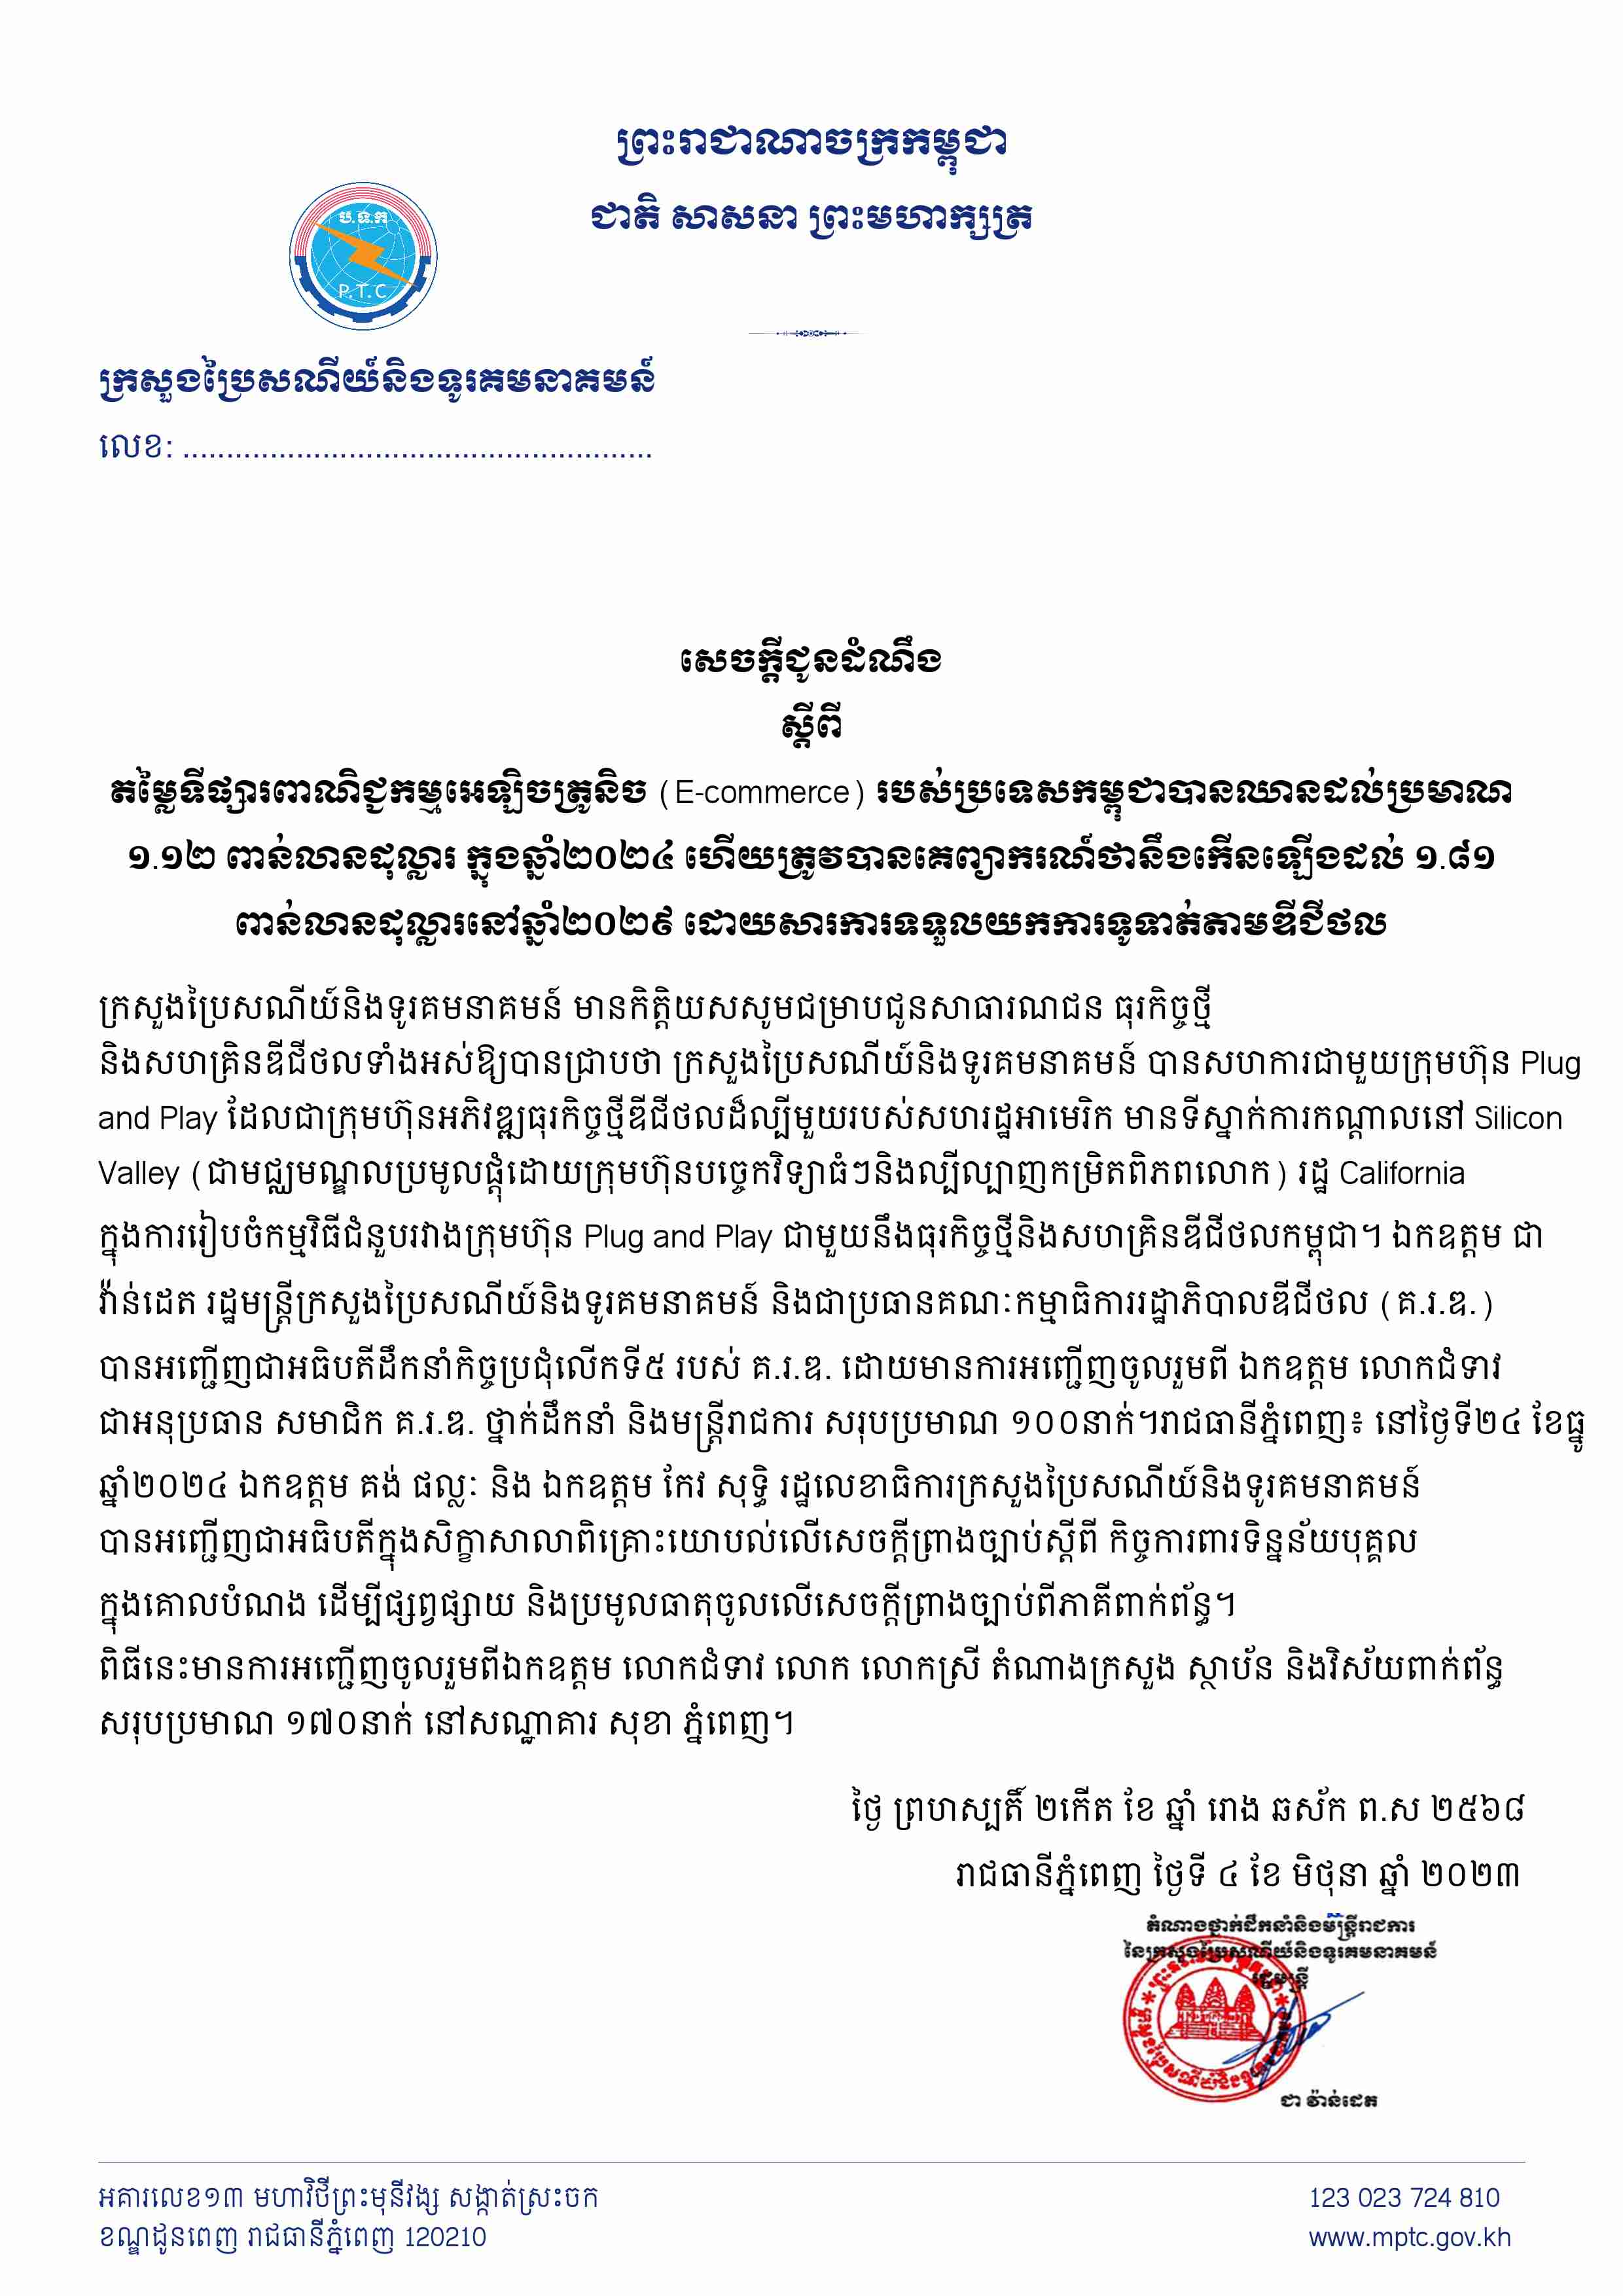 ព្រះរាជាណាចក្រកម្ពុជា
ជាតិ សាសនា ព្រះមហាក្សត្រ
ប.ទ.ក
P.T.C
ក្រសួងប្រៃសណីយ៍និងទូរគមនាគមន៍
លេខ: ......................................................
សេចក្តីជូនដំណឹង
ស្តីពី
តម្លៃទីផ្សារពាណិជ្ជកម្មអេឡិចត្រូនិច (E-commerce) របស់ប្រទេសកម្ពុជាបានឈានដល់ប្រមាណ
១.១២ ពាន់លានដុល្លារ ក្នុងឆ្នាំ២០២៤ ហើយត្រូវបានគេព្យាករណ៍ថានឹងកើនឡើងដល់ ១.៨១
ពាន់លានដុល្លារនៅឆ្នាំ២០២៩ ដោយសារការទទួលយកការទូទាត់តាមឌីជីថល
ក្រសួងប្រៃសណីយ៍និងទូរគមនាគមន៍ មានកិត្តិយសសូមជម្រាបជូនសាធារណជន ធុរកិច្ចថ្មី
និងសហគ្រិនឌីជីថលទាំងអស់ឱ្យបានជ្រាបថា ក្រសួងប្រៃសណីយ៍និងទូរគមនាគមន៍ បានសហការជាមួយក្រុមហ៊ុន Plug
and Play ដែលជាក្រុមហ៊ុនអភិវឌ្ឍធុរកិច្ចថ្មីឌីជីថលដ៏ល្បីមួយរបស់សហរដ្ឋអាមេរិក មានទីស្នាក់ការកណ្តាលនៅ Silicon
Valley (ជាមជ្ឈមណ្ឌលប្រមូលផ្តុំដោយក្រុមហ៊ុនបច្ចេកវិទ្យាធំៗនិងល្បីល្បាញកម្រិតពិភពលោក) រដ្ឋ California
ក្នុងការរៀបចំកម្មវិធីជំនួបរវាងក្រុមហ៊ុន Plug and Play ជាមួយនឹងធុរកិច្ចថ្មីនិងសហគ្រិនឌីជីថលកម្ពុជា។ ឯកឧត្តម ជា
វ៉ាន់ដេត រដ្ឋមន្ត្រីក្រសួងប្រៃសណីយ៍និងទូរគមនាគមន៍ និងជាប្រធានគណៈកម្មាធិការរដ្ឋាភិបាលឌីជីថល (គ.រ.ឌ.)
បានអញ្ជើញជាអធិបតីដឹកនាំកិច្ចប្រជុំលើកទី៥ របស់ គ.រ.ឌ. ដោយមានការអញ្ជើញចូលរួមពី ឯកឧត្តម លោកជំទាវ
ជាអនុប្រធាន សមាជិក គ.រ.ឌ. ថ្នាក់ដឹកនាំ និងមន្ត្រីរាជការ សរុបប្រមាណ ១០០នាក់។រាជធានីភ្នំពេញ៖ នៅថ្ងៃទី២៤ ខែធ្នូ
ឆ្នាំ២០២៤ ឯកឧត្តម គង់ ផល្លៈ និង ឯកឧត្តម កែវ សុទ្ធិ រដ្ឋលេខាធិការក្រសួងប្រៃសណីយ៍និងទូរគមនាគមន៍
បានអញ្ជើញជាអធិបតីក្នុងសិក្ខាសាលាពិគ្រោះយោបល់លើសេចក្តីព្រាងច្បាប់ស្តីពី កិច្ចការពារទិន្នន័យបុគ្គល
ក្នុងគោលបំណង ដើម្បីផ្សព្វផ្សាយ និងប្រមូលធាតុចូលលើសេចក្តីព្រាងច្បាប់ពីភាគីពាក់ព័ន្ធ។
ពិធីនេះមានការអញ្ជើញចូលរួមពីឯកឧត្តម លោកជំទាវ លោក លោកស្រី តំណាងក្រសួង ស្ថាប័ន និងវិស័យពាក់ព័ន្ធ
សរុបប្រមាណ ១៧០នាក់ នៅសណ្ឋាគារ សុខា ភ្នំពេញ។
ថ្ងៃ ព្រហស្បតិ៍ ២កើត ខែ ឆ្នាំ រោង ឆស័ក ព.ស ២៥៦៨
រាជធានីភ្នំពេញ ថ្ងៃទី ៤ ខែ មិថុនា ឆ្នាំ ២០២៣
តំណាងថ្នាក់ដឹកនាំនិងមន្ត្រីរាជការ
នៃក្រសួងប្រៃសណីយ៍និងទូរគមនាគមន៍
រដ្ឋមន្ត្រី
ជា វ៉ាន់ដេត
អគារលេខ១៣ មហាវិថីព្រះមុនីវង្ស សង្កាត់ស្រះចក
ខណ្ឌដូនពេញ រាជធានីភ្នំពេញ 120210
123 023 724 810
www.mptc.gov.kh